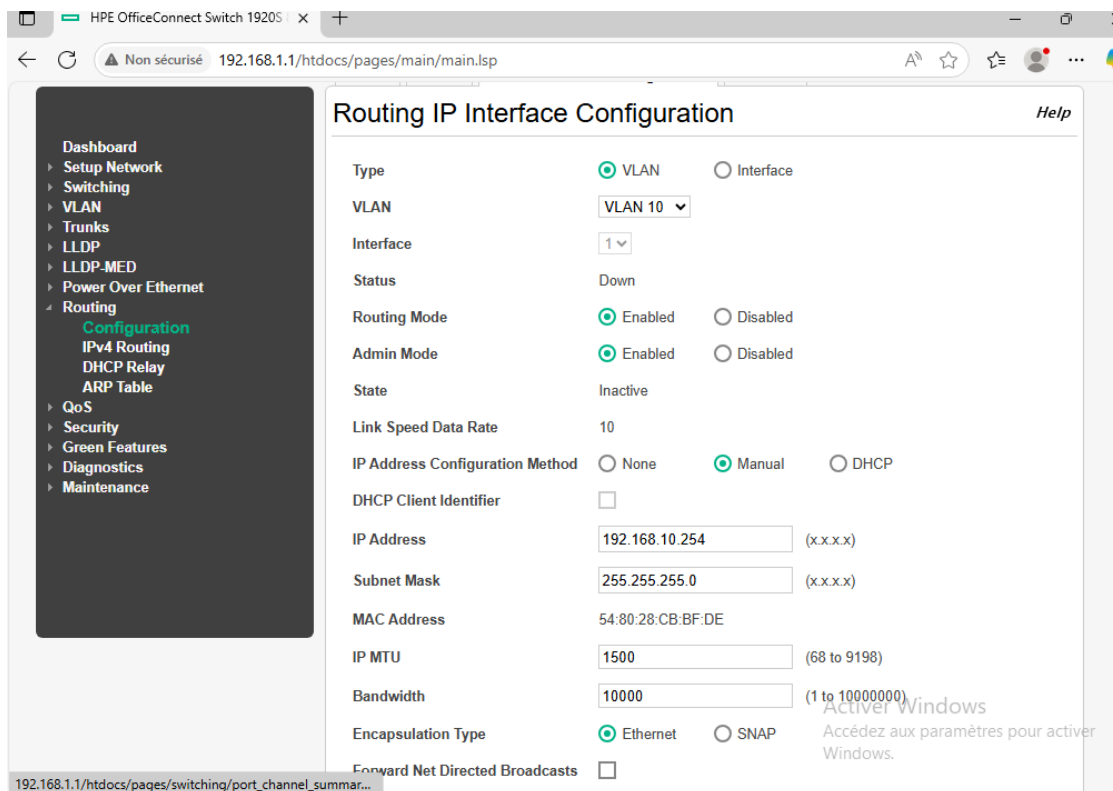 HPE OfficeConnect Switch 1920S
Non sécurisé 192.168.1.1/htdocs/pages/main/main.lsp
Routing IP Interface Configuration
Help
Dashboard
Setup Network
Switching
VLAN
Trunks
LLDP
LLDP-MED
Power Over Ethernet
Routing
Configuration
IPv4 Routing
DHCP Relay
ARP Table
QoS
Security
Green Features
Diagnostics
Maintenance
Type VLAN Interface
VLAN VLAN 10
Interface 1
Status Down
Routing Mode Enabled Disabled
Admin Mode Enabled Disabled
State Inactive
Link Speed Data Rate 10
IP Address Configuration Method None Manual DHCP
DHCP Client Identifier
IP Address 192.168.10.254 (x.x.x.x)
Subnet Mask 255.255.255.0 (x.x.x.x)
MAC Address 54:80:28:CB:BF:DE
IP MTU 1500 (68 to 9198)
Bandwidth 10000 (1 to 10000000)
Encapsulation Type Ethernet SNAP
Forward Net Directed Broadcasts
Activer Windows
Accédez aux paramètres pour activer
Windows.
192.168.1.1/htdocs/pages/switching/port_channel_summar...